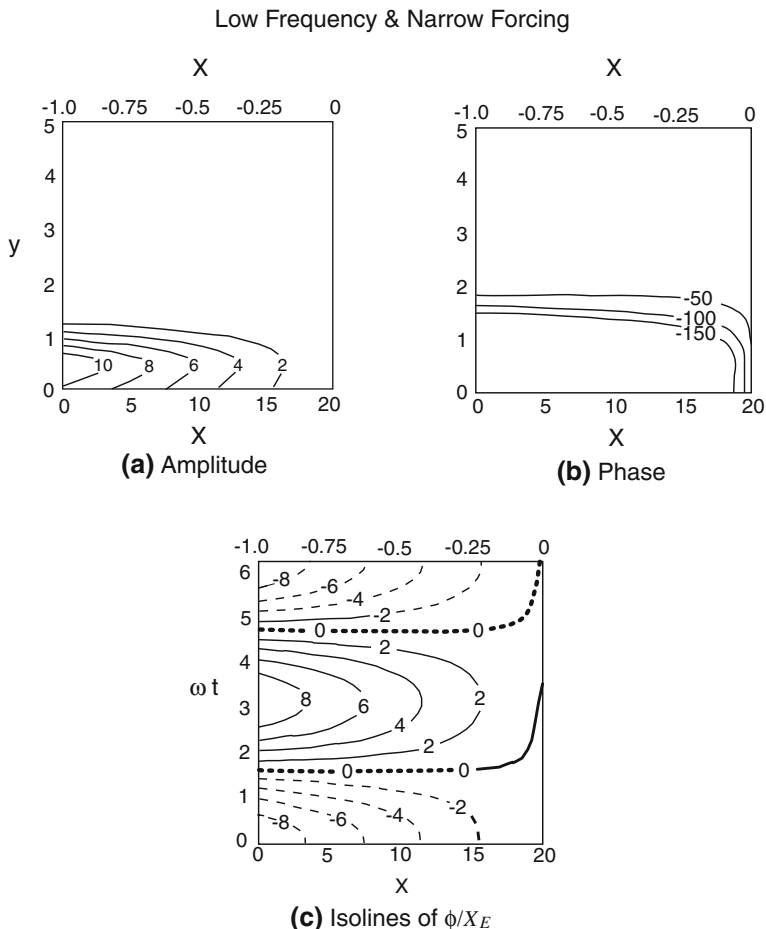 Low Frequency & Narrow Forcing
X
-1.0 -0.75 -0.5 -0.25 0
5
4
3
y
2
1
0
10 8 6 4 2
0 5 10 15 20
X
(a) Amplitude
X
-1.0 -0.75 -0.5 -0.25 0
5
4
3
2
1
0
-50
-100
-150
0 5 10 15 20
X
(b) Phase
-1.0 -0.75 -0.5 -0.25 0
6
5
4
ω t
3
2
1
0
-8 -6 -4 -2
0 0
2
8 6 4 2 2
0 0
-8 -6 -4 -2
0 5 10 15 20
X
(c) Isolines of ϕ/X_E